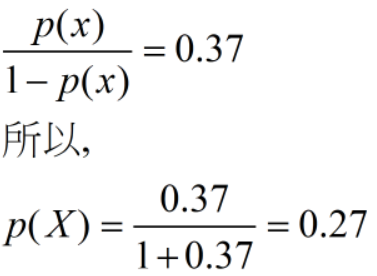 p(x) / (1 − p(x)) = 0.37
所以,
p(X) = 0.37 / (1+0.37) = 0.27